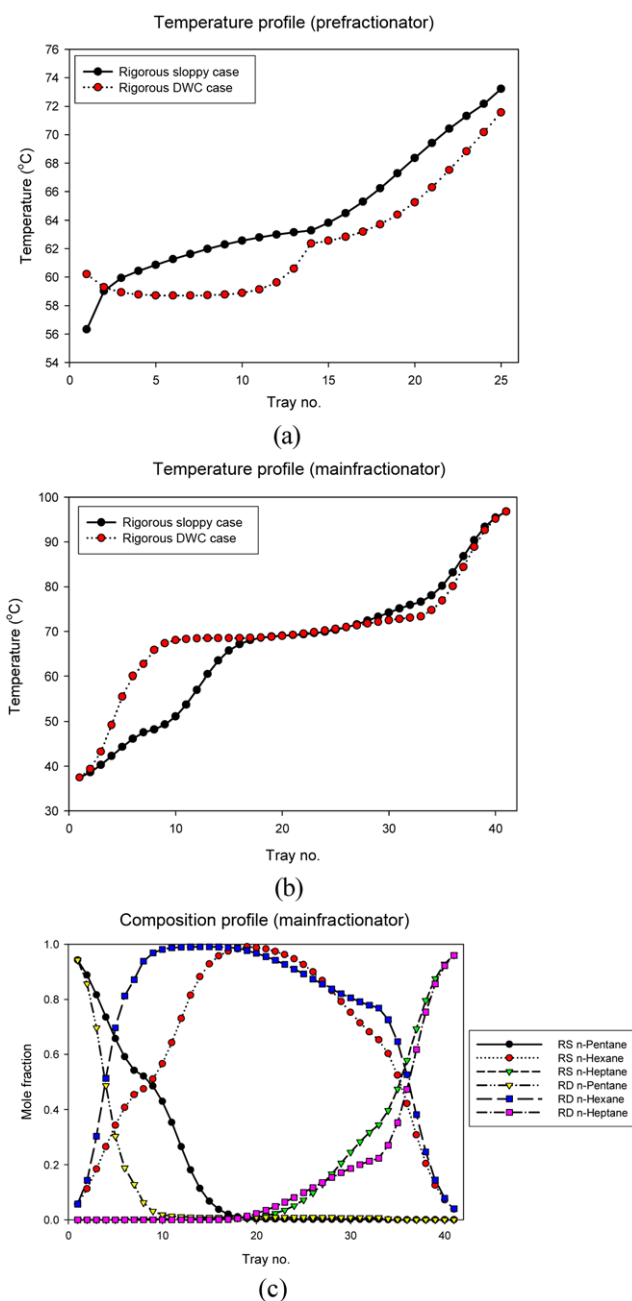 Temperature profile (prefractionator)
76
74
72
70
68
66
64
62
60
58
56
54
Temperature (°C)
Rigorous sloppy case
Rigorous DWC case
0 5 10 15 20 25
Tray no.
(a)
Temperature profile (mainfractionator)
100
90
80
70
60
50
40
30
Temperature (°C)
Rigorous sloppy case
Rigorous DWC case
0 10 20 30 40
Tray no.
(b)
Composition profile (mainfractionator)
1.0
0.8
0.6
0.4
0.2
0.0
Mole fraction
RS n-Pentane
RS n-Hexane
RS n-Heptane
RD n-Pentane
RD n-Hexane
RD n-Heptane
0 10 20 30 40
Tray no.
(c)